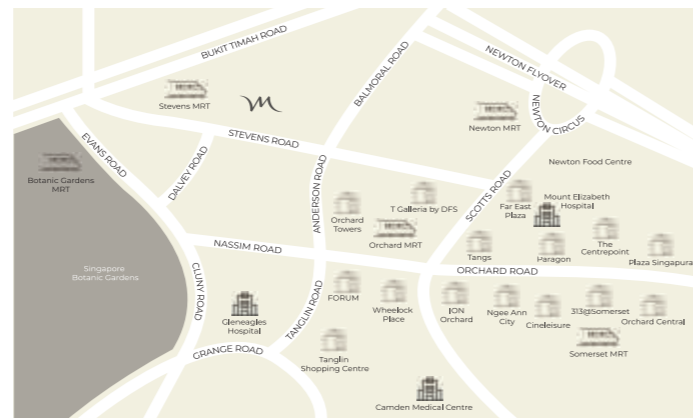 BUKIT TIMAH ROAD
BALMORAL ROAD
NEWTON FLYOVER
Stevens MRT
M
NEWTON CIRCUS
Newton MRT
EVANS ROAD
STEVENS ROAD
DALVEY ROAD
Newton Food Centre
Botanic Gardens
MRT
ANDERSON ROAD
SCOTTS ROAD
T Galleria by DFS
Far East
Plaza
Mount Elizabeth
Hospital
Orchard
Towers
Orchard MRT
NASSIM ROAD
Tangs
Paragon
The
Centrepoint
Plaza Singapura
Singapore
Botanic Gardens
CLUNY ROAD
ORCHARD ROAD
TANGLIN ROAD
FORUM
Wheelock
Place
ION
Orchard
Ngee Ann
City
Cineleisure
313@Somerset
Orchard Central
Gleneagles
Hospital
GRANGE ROAD
Tanglin
Shopping Centre
Somerset MRT
Camden Medical Centre